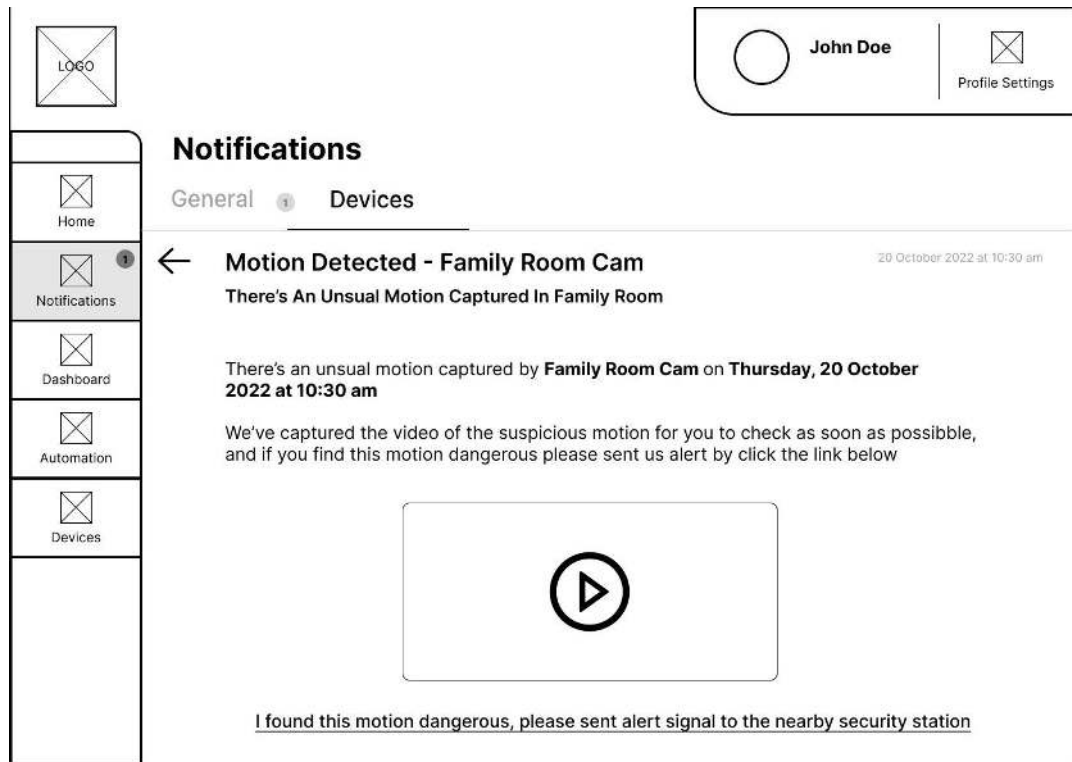 LOGO
John Doe
Profile Settings
Notifications
General 1 Devices
Home
1
Notifications
Dashboard
Automation
Devices
Motion Detected - Family Room Cam
20 October 2022 at 10:30 am
There's An Unsual Motion Captured In Family Room
There's an unusual motion captured by Family Room Cam on Thursday, 20 October
2022 at 10:30 am
We've captured the video of the suspicious motion for you to check as soon as possibble,
and if you find this motion dangerous please sent us alert by click the link below
I found this motion dangerous, please sent alert signal to the nearby security station